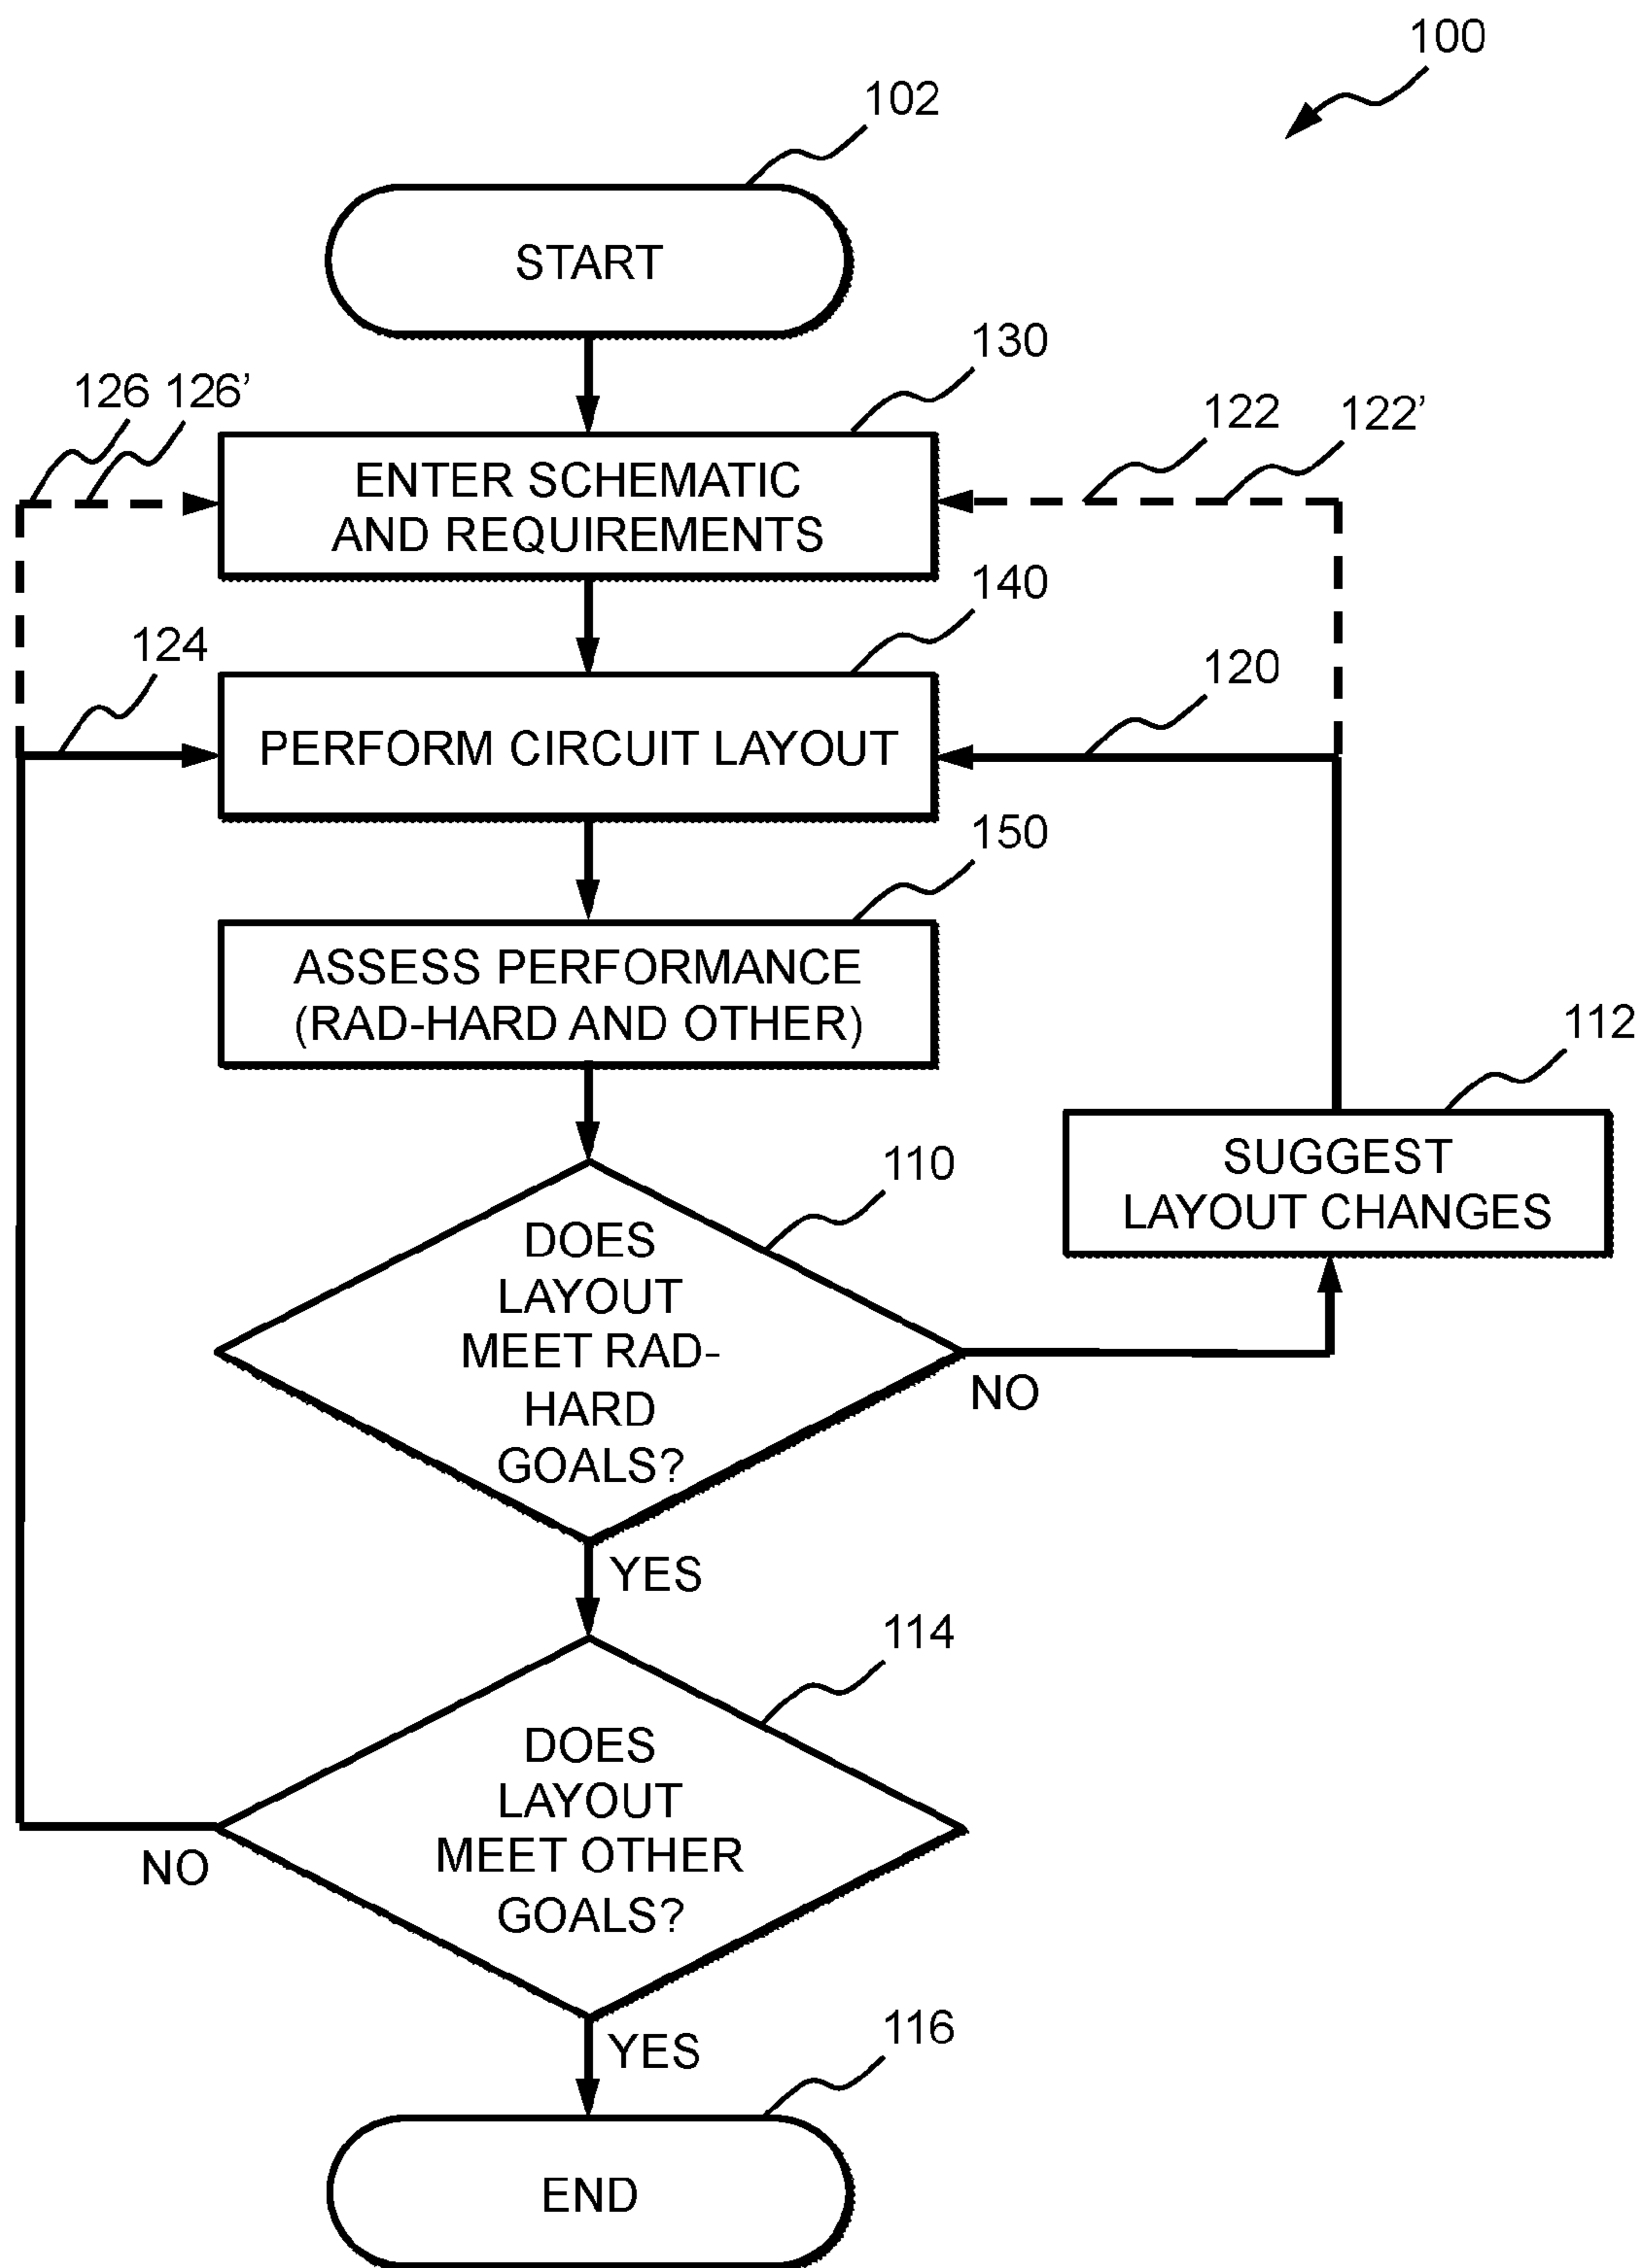 100
102
START
130
126 126'
122
122'
ENTER SCHEMATIC
AND REQUIREMENTS
140
124
120
PERFORM CIRCUIT LAYOUT
150
ASSESS PERFORMANCE
(RAD-HARD AND OTHER)
112
SUGGEST
LAYOUT CHANGES
110
DOES
LAYOUT
MEET RAD-
HARD
GOALS?
NO
YES
114
DOES
LAYOUT
MEET OTHER
GOALS?
NO
YES
116
END